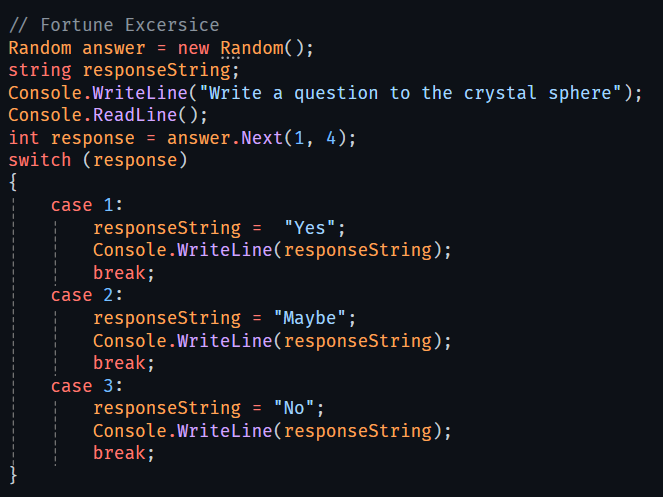 // Fortune Excersice
Random answer = new Random();
string responseString;
Console.WriteLine("Write a question to the crystal sphere");
Console.ReadLine();
int response = answer.Next(1, 4);
switch (response)
{
    case 1:
        responseString =  "Yes";
        Console.WriteLine(responseString);
        break;
    case 2:
        responseString = "Maybe";
        Console.WriteLine(responseString);
        break;
    case 3:
        responseString = "No";
        Console.WriteLine(responseString);
        break;
}